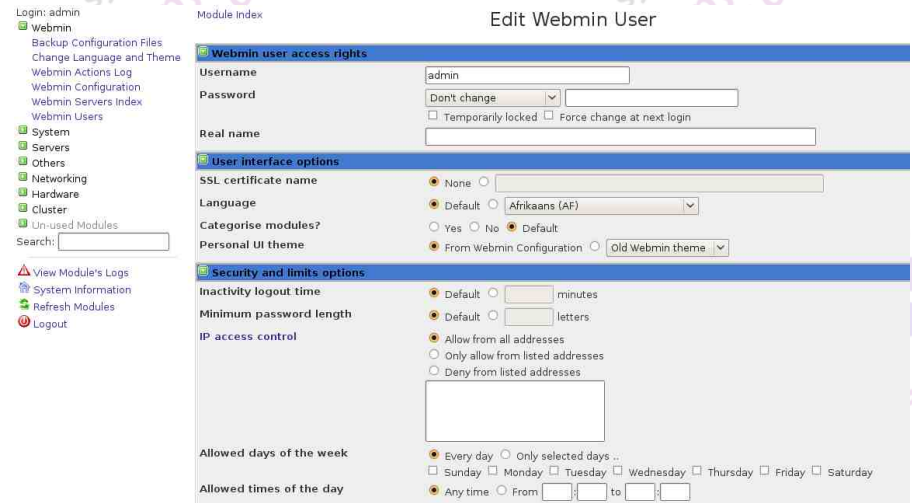 Login: admin
Webmin
Backup Configuration Files
Change Language and Theme
Webmin Actions Log
Webmin Configuration
Webmin Servers Index
Webmin Users
System
Servers
Others
Networking
Hardware
Cluster
Un-used Modules
Search:
View Module's Logs
System Information
Refresh Modules
Logout
Module Index
Edit Webmin User
Webmin user access rights
Username admin
Password Don't change
Temporarily locked Force change at next login
Real name
User interface options
SSL certificate name None
Language Default Afrikaans (AF)
Categorise modules? Yes No Default
Personal UI theme From Webmin Configuration Old Webmin theme
Security and limits options
Inactivity logout time Default minutes
Minimum password length Default letters
IP access control Allow from all addresses
Only allow from listed addresses
Deny from listed addresses
Allowed days of the week Every day Only selected days ..
Sunday Monday Tuesday Wednesday Thursday Friday Saturday
Allowed times of the day Any time From : to :